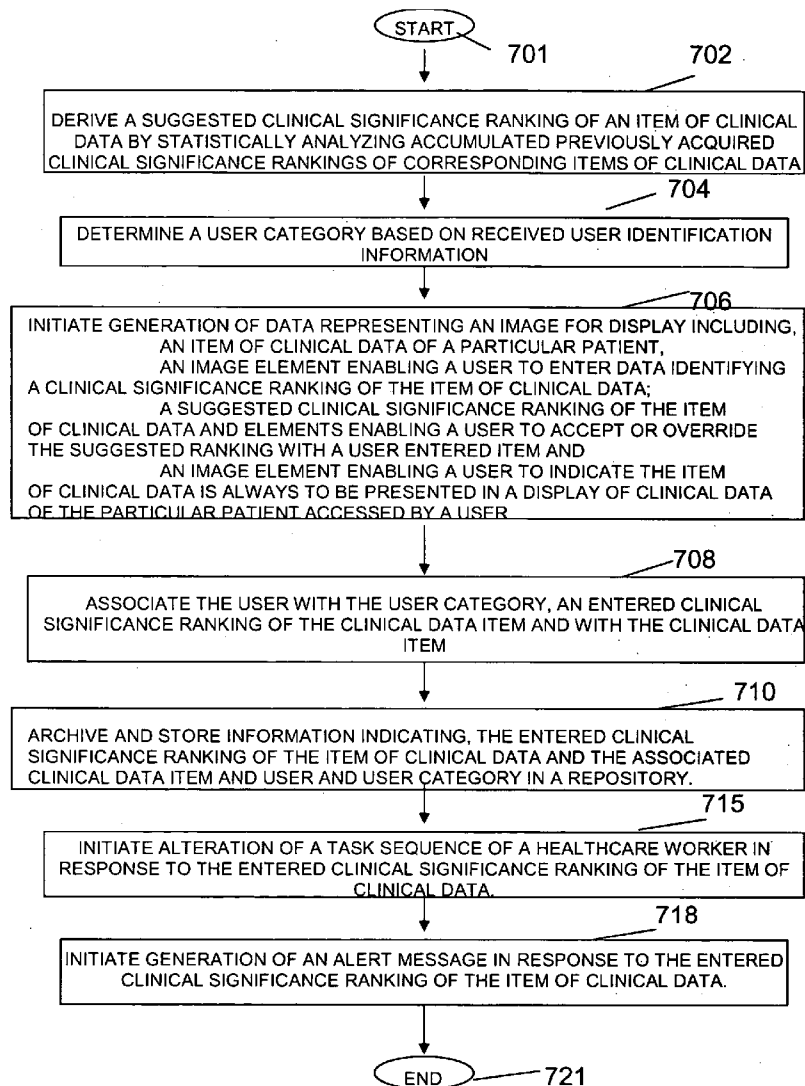 START
701
702
DERIVE A SUGGESTED CLINICAL SIGNIFICANCE RANKING OF AN ITEM OF CLINICAL
DATA BY STATISTICALLY ANALYZING ACCUMULATED PREVIOUSLY ACQUIRED
CLINICAL SIGNIFICANCE RANKINGS OF CORRESPONDING ITEMS OF CLINICAL DATA
704
DETERMINE A USER CATEGORY BASED ON RECEIVED USER IDENTIFICATION
INFORMATION
706
INITIATE GENERATION OF DATA REPRESENTING AN IMAGE FOR DISPLAY INCLUDING,
AN ITEM OF CLINICAL DATA OF A PARTICULAR PATIENT,
AN IMAGE ELEMENT ENABLING A USER TO ENTER DATA IDENTIFYING
A CLINICAL SIGNIFICANCE RANKING OF THE ITEM OF CLINICAL DATA;
A SUGGESTED CLINICAL SIGNIFICANCE RANKING OF THE ITEM
OF CLINICAL DATA AND ELEMENTS ENABLING A USER TO ACCEPT OR OVERRIDE
THE SUGGESTED RANKING WITH A USER ENTERED ITEM AND
AN IMAGE ELEMENT ENABLING A USER TO INDICATE THE ITEM
OF CLINICAL DATA IS ALWAYS TO BE PRESENTED IN A DISPLAY OF CLINICAL DATA
OF THE PARTICULAR PATIENT ACCESSED BY A USER
708
ASSOCIATE THE USER WITH THE USER CATEGORY, AN ENTERED CLINICAL
SIGNIFICANCE RANKING OF THE CLINICAL DATA ITEM AND WITH THE CLINICAL DATA
ITEM
710
ARCHIVE AND STORE INFORMATION INDICATING, THE ENTERED CLINICAL
SIGNIFICANCE RANKING OF THE ITEM OF CLINICAL DATA AND THE ASSOCIATED
CLINICAL DATA ITEM AND USER AND USER CATEGORY IN A REPOSITORY.
715
INITIATE ALTERATION OF A TASK SEQUENCE OF A HEALTHCARE WORKER IN
RESPONSE TO THE ENTERED CLINICAL SIGNIFICANCE RANKING OF THE ITEM OF
CLINICAL DATA.
718
INITIATE GENERATION OF AN ALERT MESSAGE IN RESPONSE TO THE ENTERED
CLINICAL SIGNIFICANCE RANKING OF THE ITEM OF CLINICAL DATA.
END
721